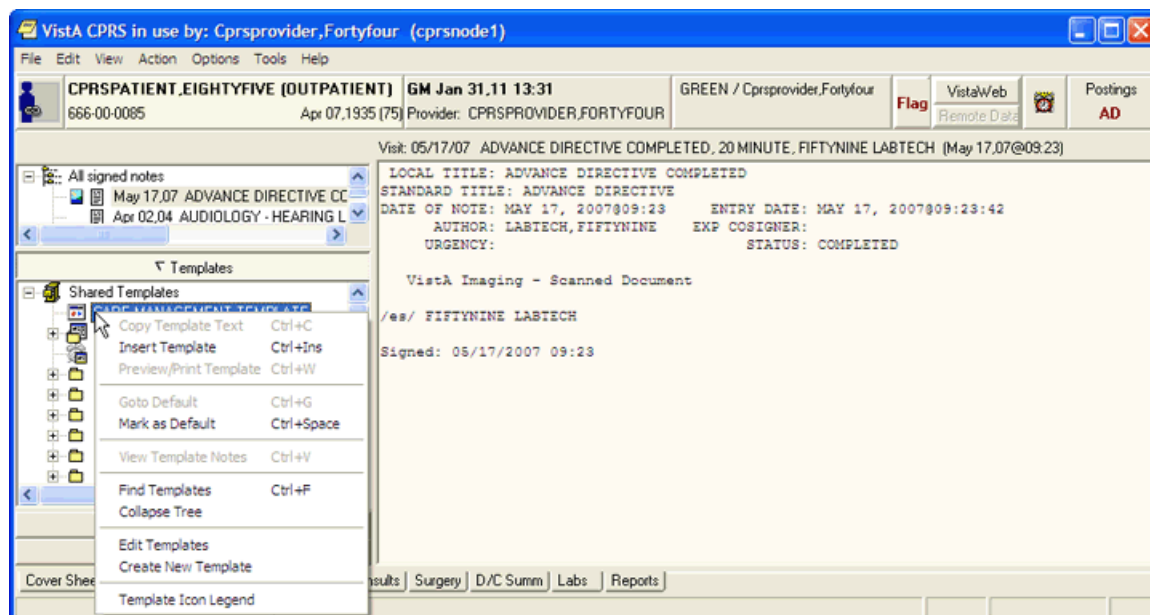 VistA CPRS in use by: Cprsprovider,Fortyfour (cprsnode1)
File Edit View Action Options Tools Help
CPRSPATIENT,EIGHTYFIVE (OUTPATIENT) GM Jan 31,11 13:31 GREEN / Cprsprovider,Fortyfour Flag VistaWeb Postings
666-00-0085 Apr 07,1935 (75) Provider: CPRSPROVIDER,FORTYFOUR Remote Data AD
Visit: 05/17/07 ADVANCE DIRECTIVE COMPLETED, 20 MINUTE, FIFTYNINE LABTECH (May 17,07@09:23)
All signed notes
May 17,07 ADVANCE DIRECTIVE CC
Apr 02,04 AUDIOLOGY - HEARING L
Templates
Shared Templates
CARE MANAGEMENT TEMPLATE
Copy Template Text Ctrl+C
Insert Template Ctrl+Ins
Preview/Print Template Ctrl+W
Goto Default Ctrl+G
Mark as Default Ctrl+Space
View Template Notes Ctrl+V
Find Templates Ctrl+F
Collapse Tree
Edit Templates
Create New Template
Template Icon Legend
LOCAL TITLE: ADVANCE DIRECTIVE COMPLETED
STANDARD TITLE: ADVANCE DIRECTIVE
DATE OF NOTE: MAY 17, 2007@09:23 ENTRY DATE: MAY 17, 2007@09:23:42
AUTHOR: LABTECH,FIFTYNINE EXP COSIGNER:
URGENCY: STATUS: COMPLETED
VistA Imaging - Scanned Document
/es/ FIFTYNINE LABTECH
Signed: 05/17/2007 09:23
Cover Shee nsults Surgery D/C Summ Labs Reports